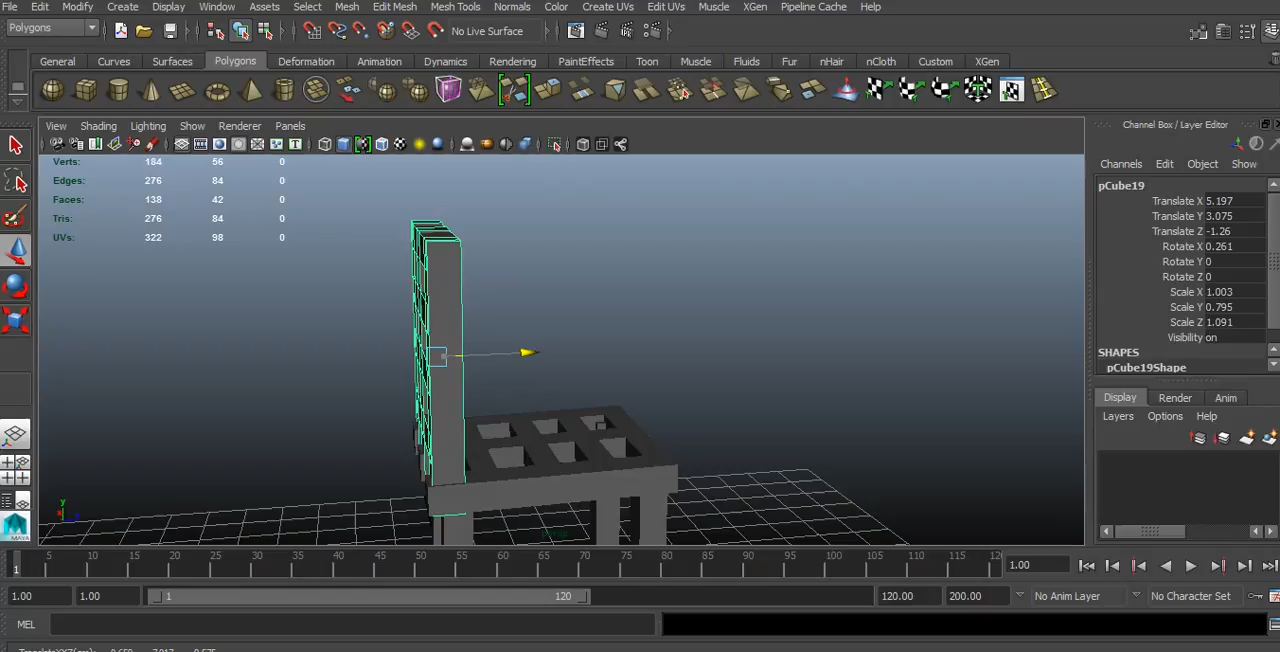 File Edit Modify Create Display Window Assets Select Mesh Edit Mesh Mesh Tools Normals Color Create UVs Edit UVs Muscle XGen Pipeline Cache Help
Polygons No Live Surface
General Curves Surfaces Polygons Deformation Animation Dynamics Rendering PaintEffects Toon Muscle Fluids Fur nHair nCloth Custom XGen
View Shading Lighting Show Renderer Panels
Channel Box / Layer Editor
Channels Edit Object Show
Verts: 184 56 0
Edges: 276 84 0
Faces: 138 42 0
Tris: 276 84 0
UVs: 322 98 0
pCube19
Translate X 5.197
Translate Y 3.075
Translate Z -1.26
Rotate X 0.261
Rotate Y 0
Rotate Z 0
Scale X 1.003
Scale Y 0.795
Scale Z 1.091
Visibility on
SHAPES
pCube19Shape
Display Render Anim
Layers Options Help
y
persp
MAYA
1 5 10 15 20 25 30 35 40 45 50 55 60 65 70 75 80 85 90 95 100 105 110 115 1.00
1.00 1.00 1 120 120.00 200.00 No Anim Layer No Character Set
MEL